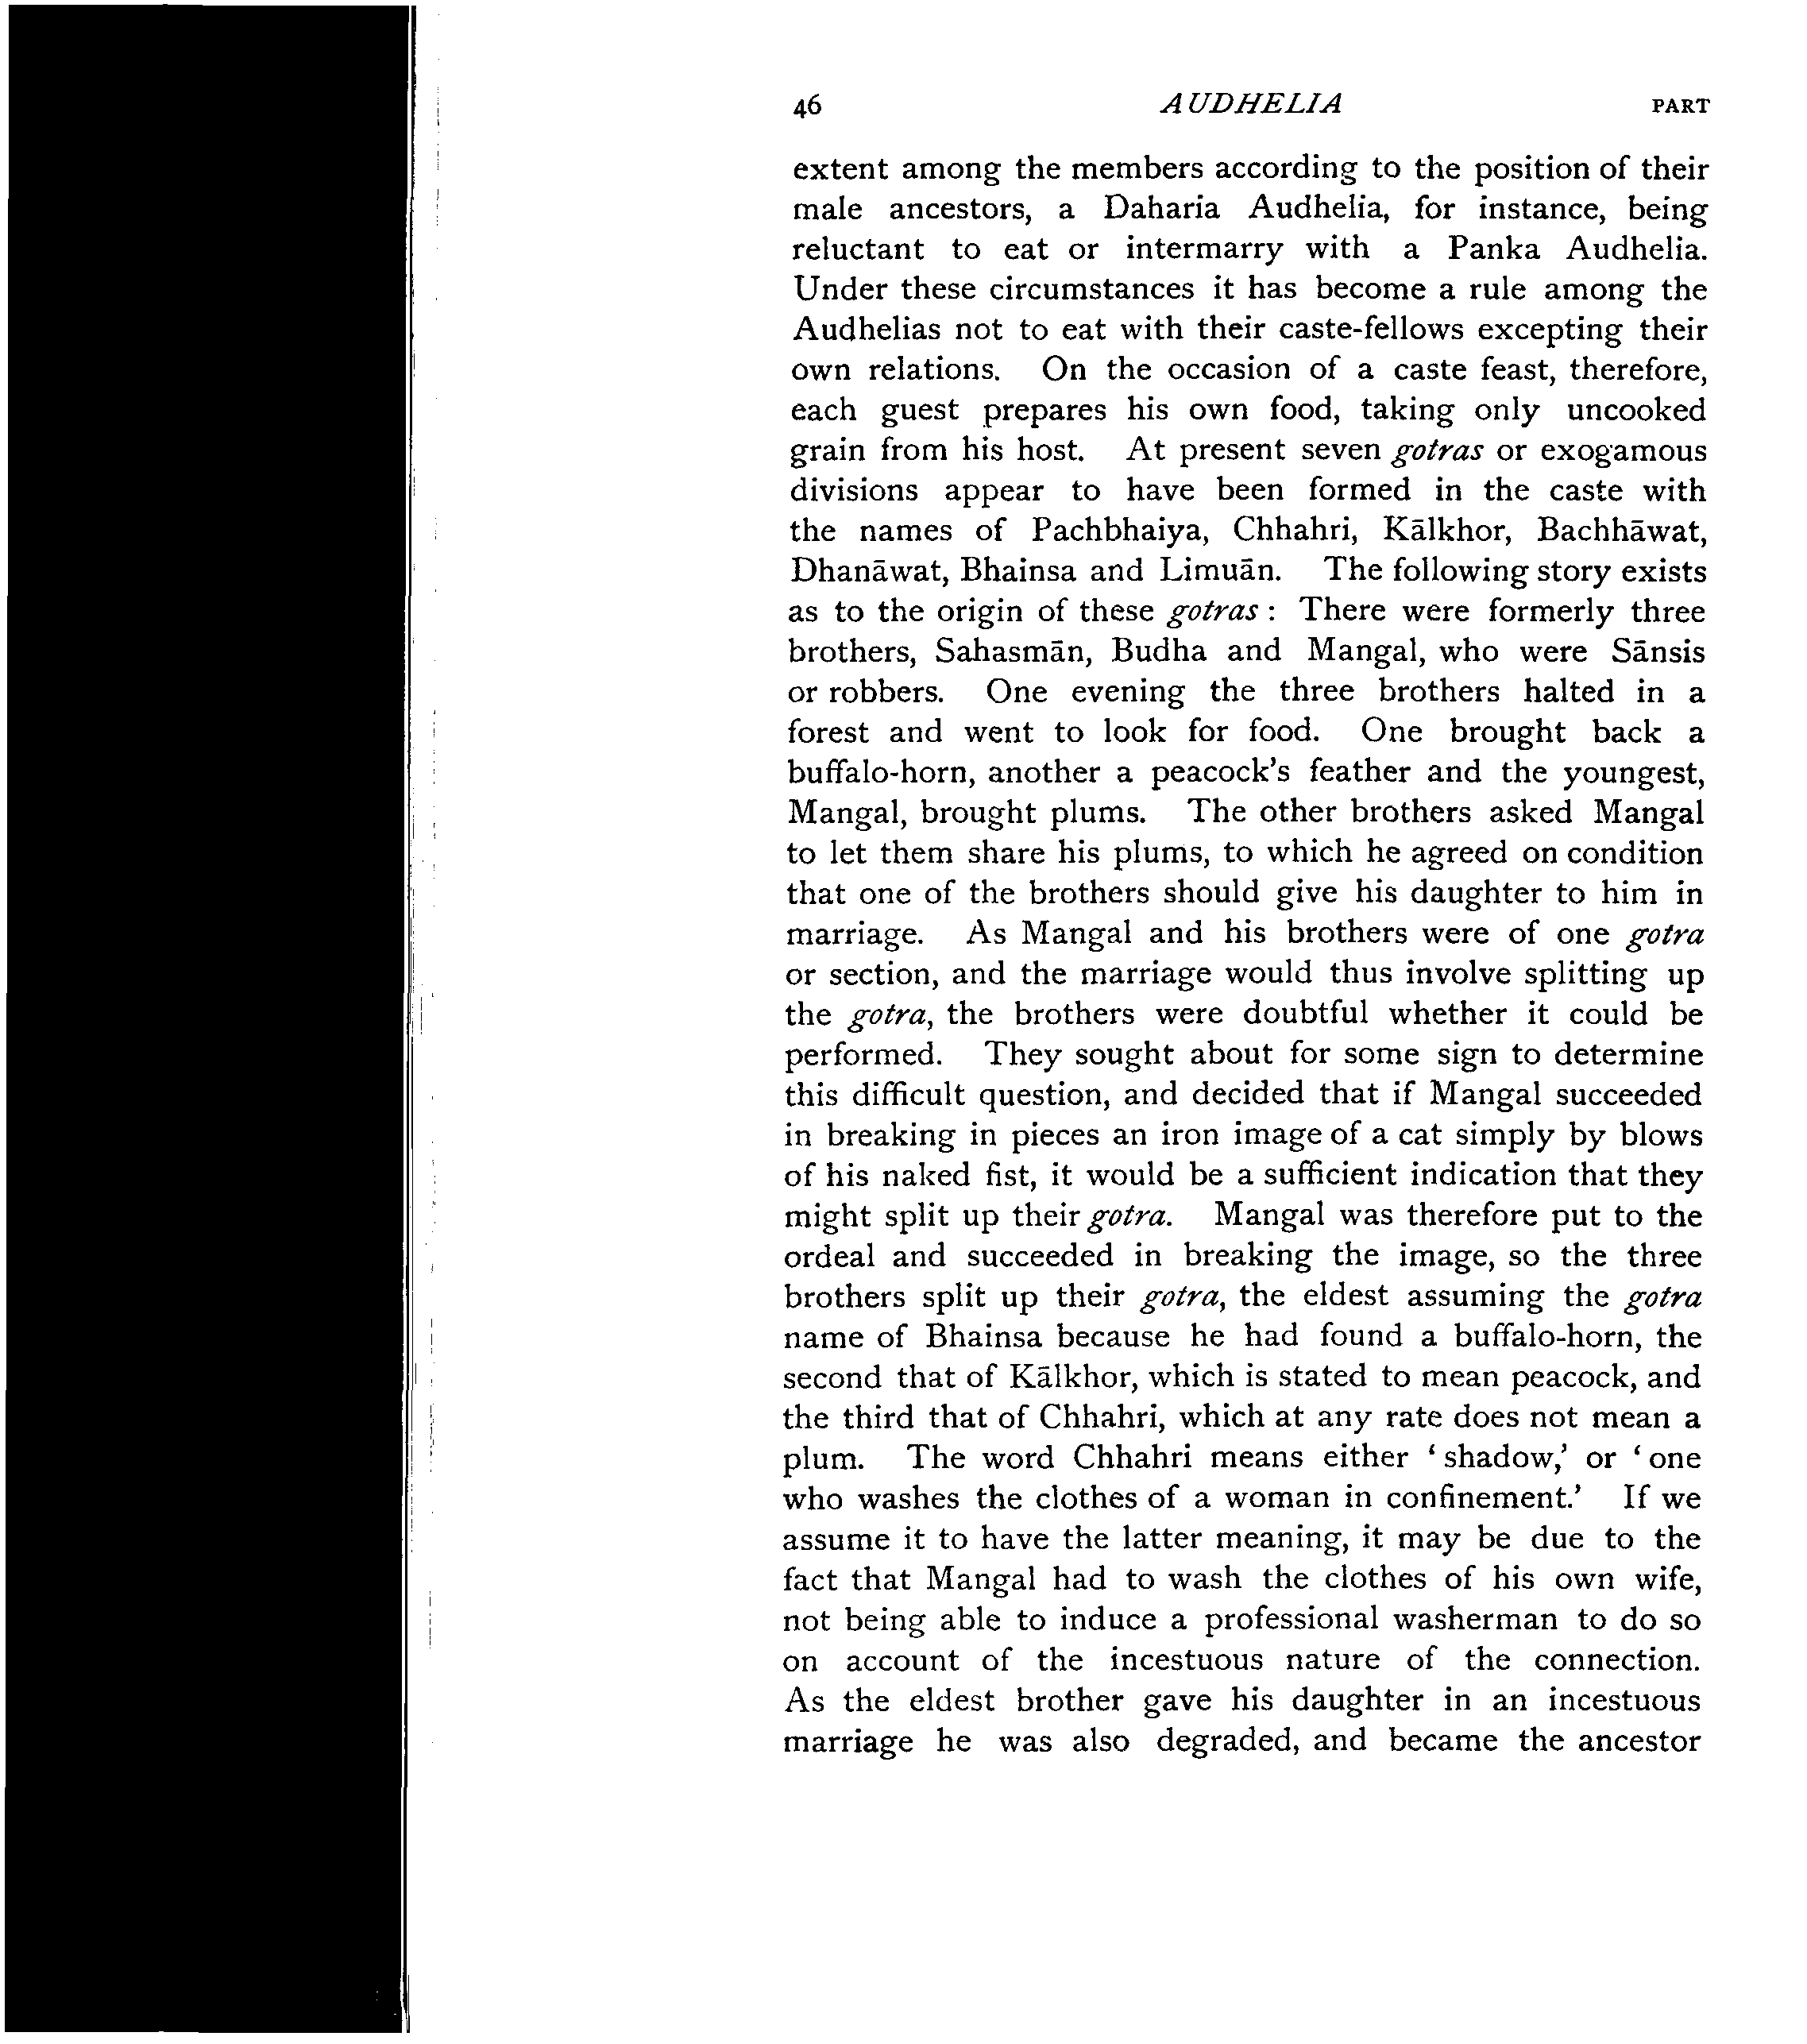 46 AUDHELIA PART
extent among the members according to the position of their
male ancestors, a Daharia Audhelia, for instance, being
reluctant to eat or intermarry with a Panka Audhelia.
Under these circumstances it has become a rule among the
Audhelias not to eat with their caste-fellows excepting their
own relations. On the occasion of a caste feast, therefore,
each guest prepares his own food, taking only uncooked
grain from his host. At present seven gotras or exogamous
divisions appear to have been formed in the caste with
the names of Pachbhaiya, Chhahri, Kālkhor, Bachhāwat,
Dhanāwat, Bhainsa and Limuān. The following story exists
as to the origin of these gotras : There were formerly three
brothers, Sahasmān, Budha and Mangal, who were Sānsis
or robbers. One evening the three brothers halted in a
forest and went to look for food. One brought back a
buffalo-horn, another a peacock's feather and the youngest,
Mangal, brought plums. The other brothers asked Mangal
to let them share his plums, to which he agreed on condition
that one of the brothers should give his daughter to him in
marriage. As Mangal and his brothers were of one gotra
or section, and the marriage would thus involve splitting up
the gotra, the brothers were doubtful whether it could be
performed. They sought about for some sign to determine
this difficult question, and decided that if Mangal succeeded
in breaking in pieces an iron image of a cat simply by blows
of his naked fist, it would be a sufficient indication that they
might split up their gotra. Mangal was therefore put to the
ordeal and succeeded in breaking the image, so the three
brothers split up their gotra, the eldest assuming the gotra
name of Bhainsa because he had found a buffalo-horn, the
second that of Kālkhor, which is stated to mean peacock, and
the third that of Chhahri, which at any rate does not mean a
plum. The word Chhahri means either ‘shadow,’ or ‘one
who washes the clothes of a woman in confinement.’ If we
assume it to have the latter meaning, it may be due to the
fact that Mangal had to wash the clothes of his own wife,
not being able to induce a professional washerman to do so
on account of the incestuous nature of the connection.
As the eldest brother gave his daughter in an incestuous
marriage he was also degraded, and became the ancestor